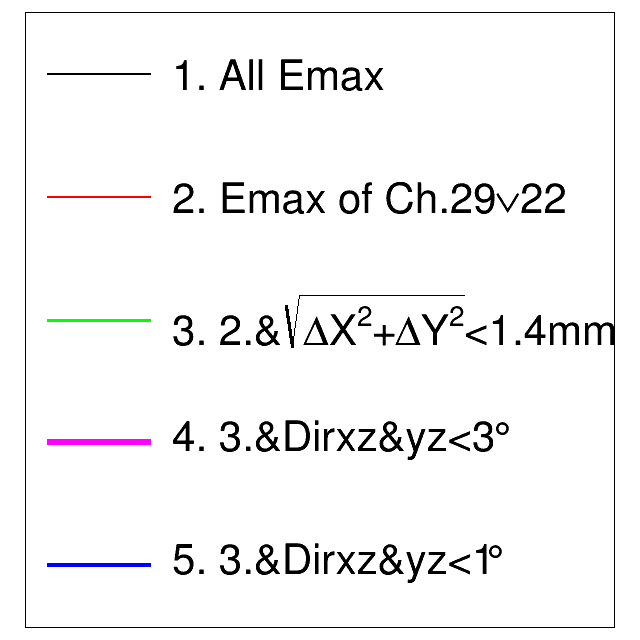 1. All Emax
2. Emax of Ch.29∨22
3. 2.&√ΔX²+ΔY²<1.4mm
4. 3.&Dirxz&yz<3°
5. 3.&Dirxz&yz<1°